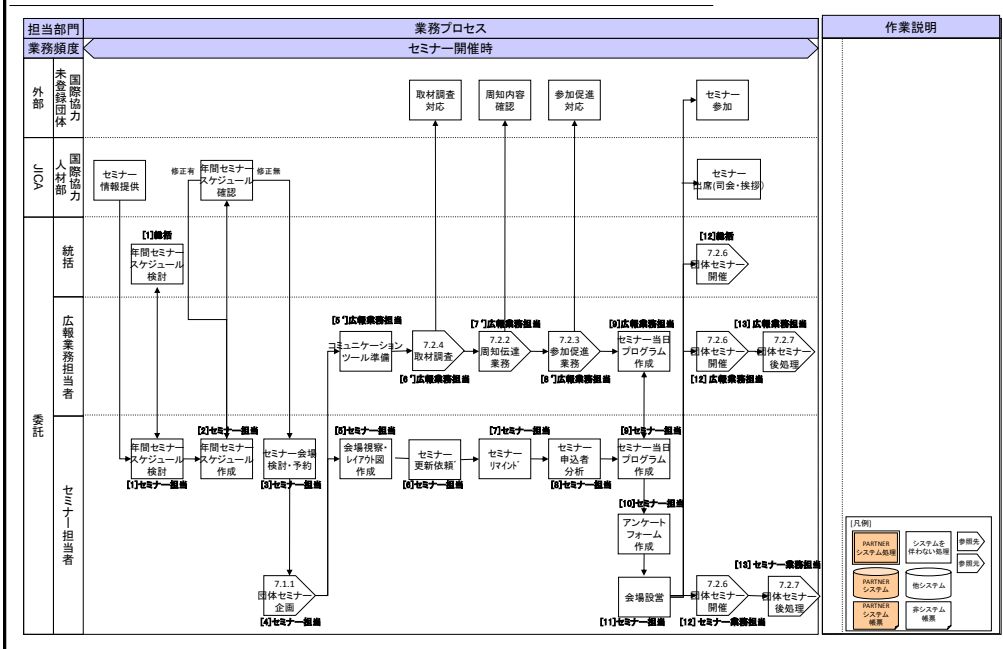 担当部門
業務プロセス
作業説明
業務頻度
セミナー開催時
外部
国際協力
未登録団体
取材調査
対応
周知内容
確認
参加促進
対応
セミナー
参加
JICA
国際協力
人材部
セミナー
情報提供
修正有
年間セミナー
スケジュール
確認
修正無
セミナー
出席(司会・挨拶)
委託
統括
[1]総括
年間セミナー
スケジュール
検討
[12]総括
7.2.6
団体セミナー
開催
広報業務担当者
[5 ']広報業務担当
コミュニケーション
ツール準備
7.2.4
取材調査
[6 ']広報業務担当
[7 ']広報業務担当
7.2.2
周知伝達
業務
7.2.3
参加促進
業務
[8 ']広報業務担当
[9]広報業務担当
セミナー当日
プログラム
作成
7.2.6
団体セミナー
開催
[12] 広報業務担当
[13] 広報業務担当
7.2.7
団体セミナー
後処理
セミナー担当者
年間セミナー
スケジュール
検討
[1]セミナー担当
[2]セミナー担当
年間セミナー
スケジュール
作成
セミナー会場
検討・予約
[3]セミナー担当
[5]セミナー担当
会場視察・
レイアウト図
作成
セミナー
更新依頼
[6]セミナー担当
[7]セミナー担当
セミナー
リマインド
セミナー
申込者
分析
[8]セミナー担当
[9]セミナー担当
セミナー当日
プログラム
作成
[10]セミナー担当
アンケート
フォーム
作成
7.1.1
団体セミナー
企画
[4]セミナー担当
会場設営
[11]セミナー担当
7.2.6
団体セミナー
開催
[12] セミナー業務担当
[13] セミナー業務担当
7.2.7
団体セミナー
後処理
[凡例]
PARTNER
システム処理
システムを
伴わない処理
参照先
参照元
PARTNER
システム
他システム
PARTNER
システム
帳票
非システム
帳票